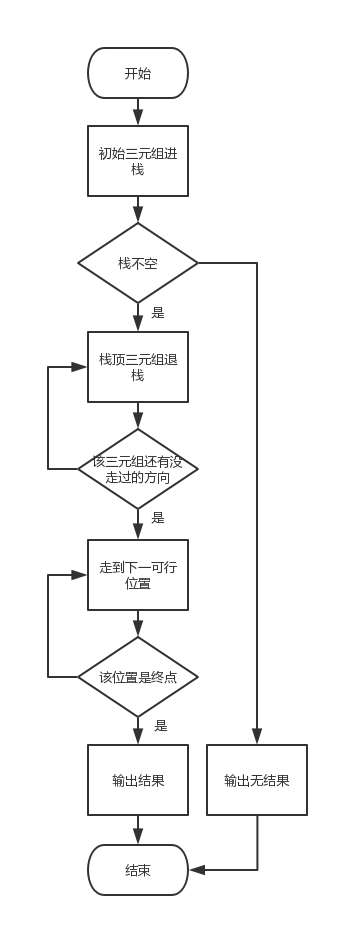 开始
初始三元组进
栈
栈不空
是
栈顶三元组退
栈
该三元组还有没
走过的方向
是
走到下一可行
位置
该位置是终点
是
输出结果
输出无结果
结束